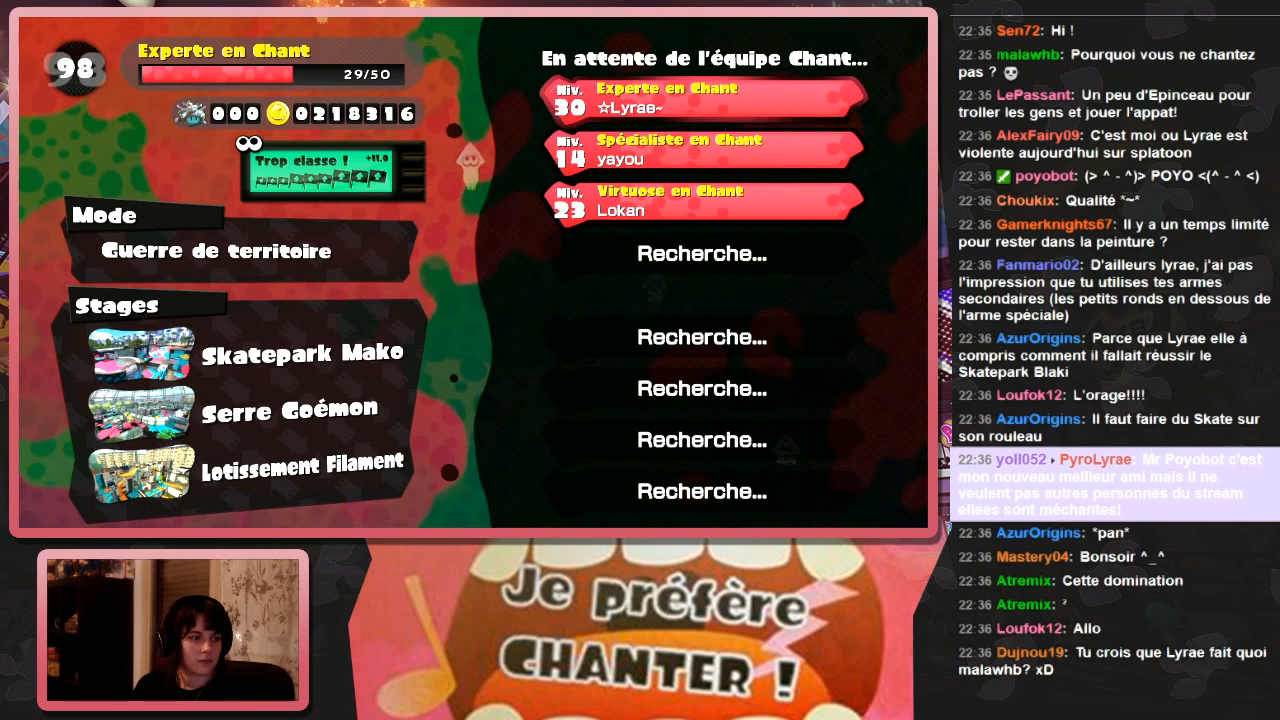 98
Experte en Chant
29/50
000
0218316
Trop classe !
+11.0
Mode
Guerre de territoire
Stages
Skatepark Mako
Serre Goémon
Lotissement Filament
En attente de l'équipe Chant...
Niv. 30
Experte en Chant
☆Lyrae~
Niv. 14
Spécialiste en Chant
yayou
Niv. 23
Virtuose en Chant
Lokan
Recherche...
Recherche...
Recherche...
Recherche...
Recherche...
Je préfère
CHANTER !
22:36 Sen72: Hi !
22:36 malawhb: Pourquoi vous ne chantez
pas ?
22:36 LePassant: Un peu d'Epinceau pour
troller les gens et jouer l'appat!
22:36 AlexFairy09: C'est moi ou Lyrae est
violente aujourd'hui sur splatoon
22:36 poyobot: (> ^ - ^)> POYO <(^ - ^ <)
22:36 Choukix: Qualité *~*
22:36 Gamerknights67: Il y a un temps limité
pour rester dans la peinture ?
22:36 Fanmario02: D'ailleurs lyrae, j'ai pas
l'impression que tu utilises tes armes
secondaires (les petits ronds en dessous de
l'arme spéciale)
22:36 AzurOrigins: Parce que Lyrae elle à
compris comment il fallait réussir le
Skatepark Blaki
22:36 Loufok12: L'orage!!!!
22:36 AzurOrigins: Il faut faire du Skate sur
son rouleau
22:36 yoll052 › PyroLyrae: Mr Poyobot c'est
mon nouveau meilleur ami mais il ne
veulent pas autres personnes du stream
ellees sont méchantes!
22:36 AzurOrigins: *pan*
22:36 Mastery04: Bonsoir ^_^
22:36 Atremix: Cette domination
22:36 Atremix: ²
22:36 Loufok12: Allo
22:36 Dujnou19: Tu crois que Lyrae fait quoi
malawhb? xD